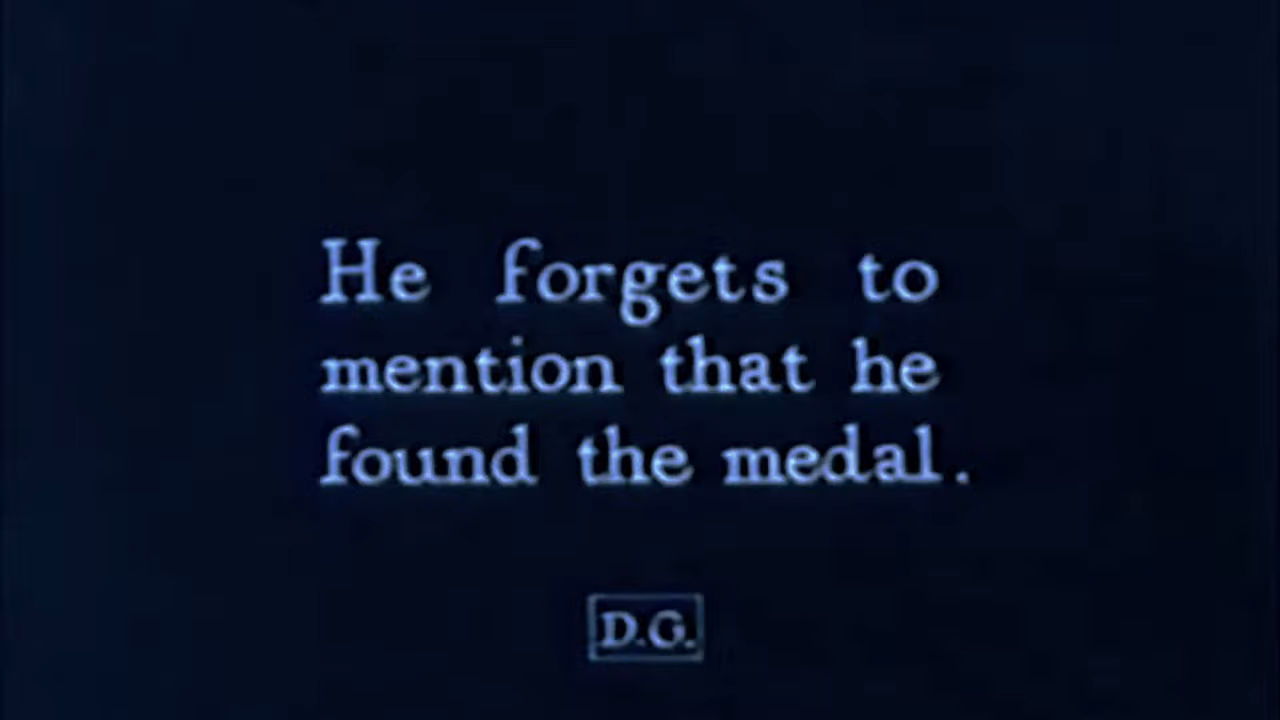 He forgets to
mention that he
found the medal.
D.G.